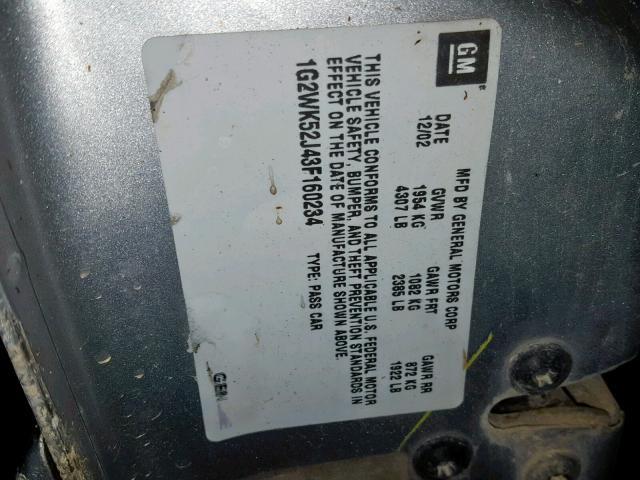 GM
MFD BY GENERAL MOTORS CORP
DATE GVWR GAWR FRT GAWR RR
12/02 1954 KG 1082 KG 872 KG
4307 LB 2385 LB 1922 LB
THIS VEHICLE CONFORMS TO ALL APPLICABLE U.S. FEDERAL MOTOR
VEHICLE SAFETY, BUMPER, AND THEFT PREVENTION STANDARDS IN
EFFECT ON THE DATE OF MANUFACTURE SHOWN ABOVE.
1G2WK52J43F160234 TYPE: PASS CAR